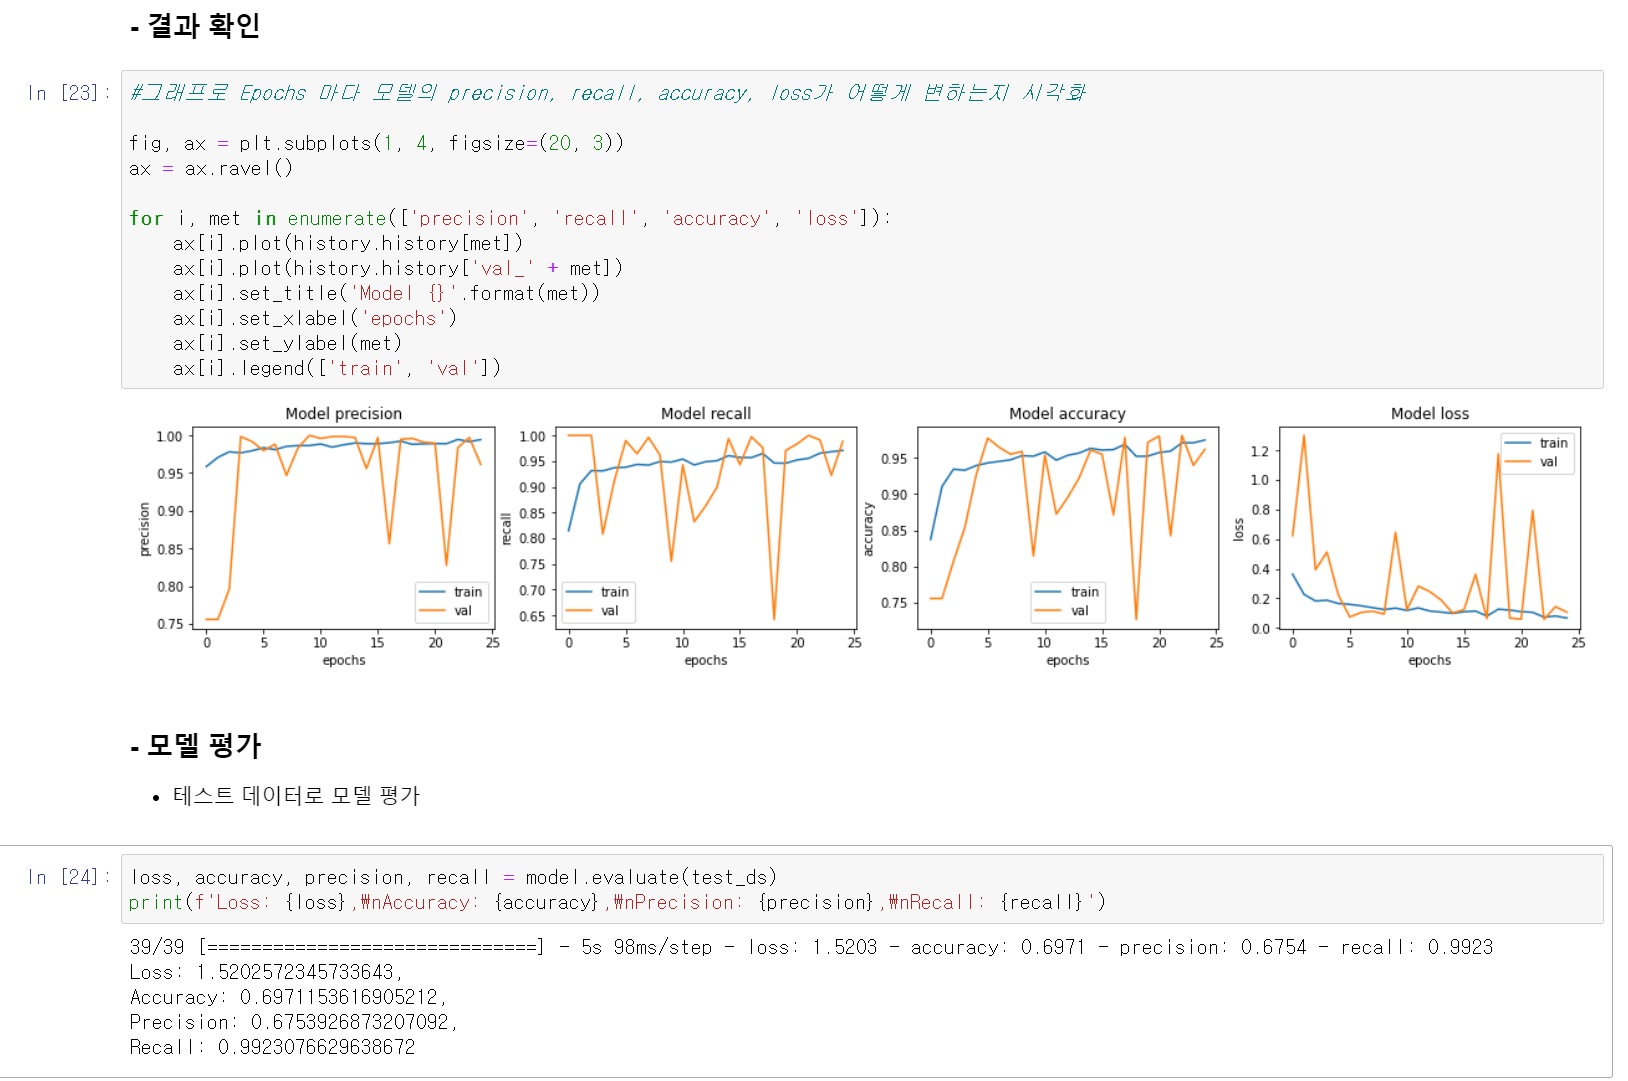 - 결과 확인
In [23]:
#그래프로 Epochs 마다 모델의 precision, recall, accuracy, loss가 어떻게 변하는지 시각화
fig, ax = plt.subplots(1, 4, figsize=(20, 3))
ax = ax.ravel()
for i, met in enumerate(['precision', 'recall', 'accuracy', 'loss']):
    ax[i].plot(history.history[met])
    ax[i].plot(history.history['val_' + met])
    ax[i].set_title('Model {}'.format(met))
    ax[i].set_xlabel('epochs')
    ax[i].set_ylabel(met)
    ax[i].legend(['train', 'val'])
Model precision
1.00
0.95
0.90
0.85
0.80
0.75
precision
train
val
0 5 10 15 20 25
epochs
Model recall
1.00
0.95
0.90
0.85
0.80
0.75
0.70
0.65
recall
train
val
0 5 10 15 20 25
epochs
Model accuracy
0.95
0.90
0.85
0.80
0.75
accuracy
train
val
0 5 10 15 20 25
epochs
Model loss
1.2
1.0
0.8
0.6
0.4
0.2
0.0
loss
train
val
0 5 10 15 20 25
epochs
- 모델 평가
• 테스트 데이터로 모델 평가
In [24]:
loss, accuracy, precision, recall = model.evaluate(test_ds)
print(f'Loss: {loss},₩nAccuracy: {accuracy},₩nPrecision: {precision},₩nRecall: {recall}')
39/39 [==============================] - 5s 98ms/step - loss: 1.5203 - accuracy: 0.6971 - precision: 0.6754 - recall: 0.9923
Loss: 1.5202572345733643,
Accuracy: 0.6971153616905212,
Precision: 0.6753926873207092,
Recall: 0.9923076629638672